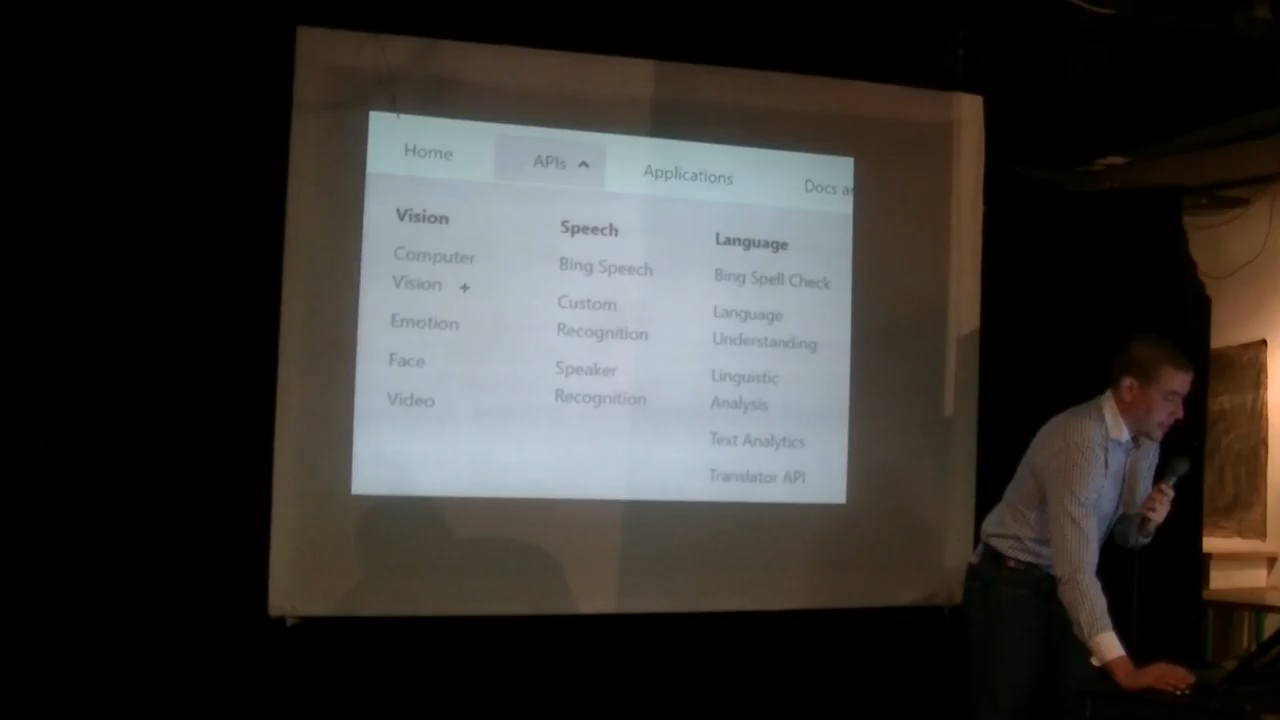 Home APIs Applications Docs
Vision
Computer
Vision
Emotion
Face
Video
Speech
Bing Speech
Custom
Recognition
Speaker
Recognition
Language
Bing Spell Check
Language
Understanding
Linguistic
Analysis
Text Analytics
Translator API